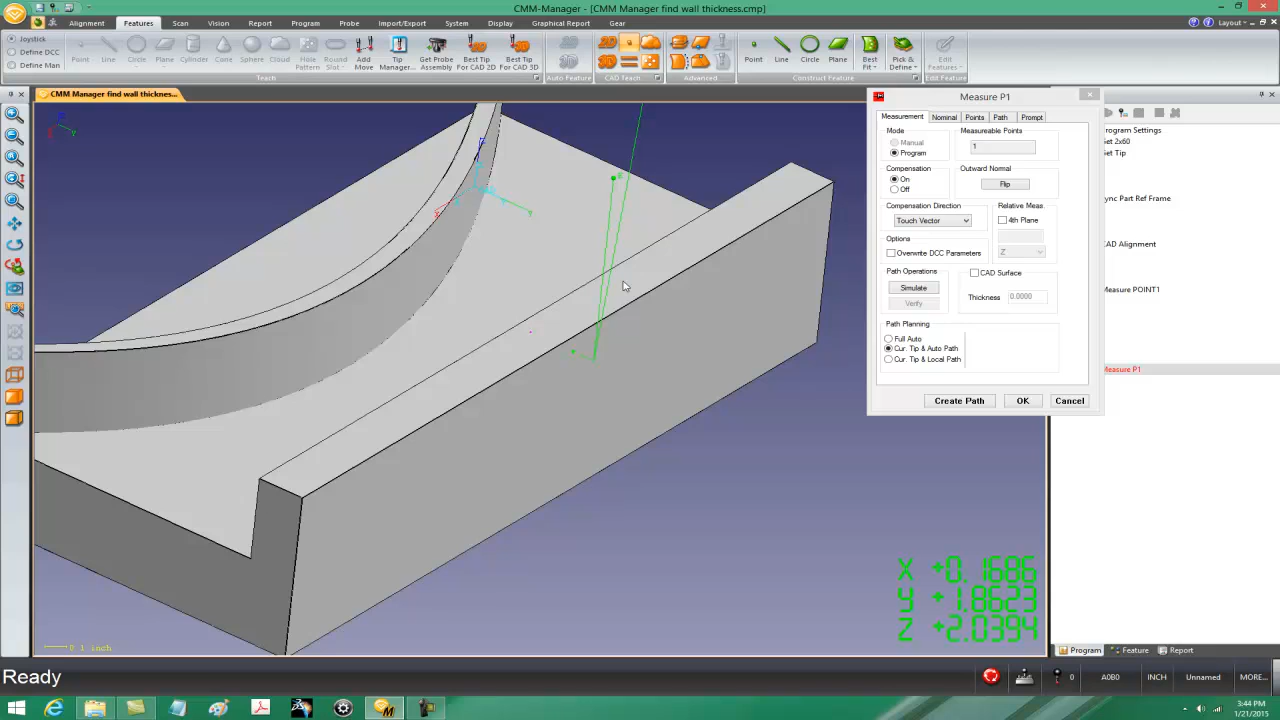 CMM-Manager - [CMM Manager find wall thickness.cmp]
Alignment Features Scan Vision Report Program Probe Import/Export System Display Graphical Report Gear Layout
Joystick
Define DCC
Define Man
Point Line Circle Plane Cylinder Cone Sphere Cloud Hole Pattern Round Slot Add Move Tip Manager... Get Probe Assembly Best Tip For CAD 2D Best Tip For CAD 3D
Point Line Circle Plane Best Fit Pick & Define Edit Features
Teach Auto Feature CAD Teach Advanced Construct Feature Edit Feature
CMM Manager find wall thicknes...
Measure P1
Measurement Nominal Points Path Prompt
Mode
Manual
Program
Measureable Points
1
Compensation
On
Off
Outward Normal
Flip
Compensation Direction
Touch Vector
Relative Meas.
4th Plane
Z
Options
Overwrite DCC Parameters
Path Operations
Simulate
Verify
CAD Surface
Thickness 0.0000
Path Planning
Full Auto
Cur. Tip & Auto Path
Cur. Tip & Local Path
Create Path OK Cancel
rogram Settings
et 2x60
et Tip
ync Part Ref Frame
AD Alignment
Measure POINT1
Measure P1
X +0.1686
Y +1.8623
Z +2.0394
0.1 inch
Program Feature Report
Ready
0 A0B0 INCH Unnamed MORE...
3:44 PM
1/21/2015